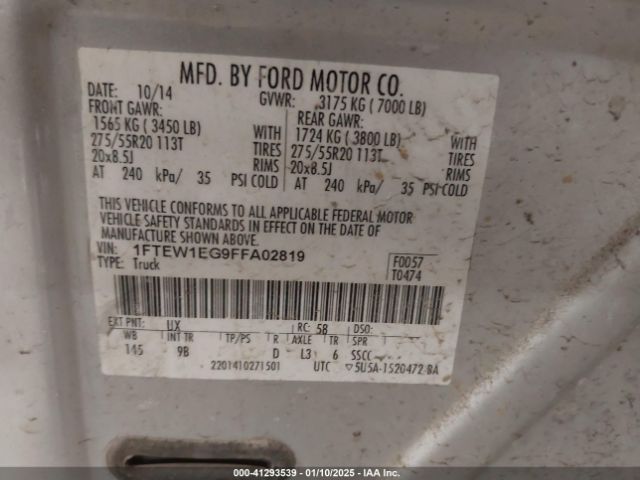 MFD. BY FORD MOTOR CO.
DATE: 10/14 GVWR: 3175 KG ( 7000 LB)
FRONT GAWR: REAR GAWR:
1565 KG ( 3450 LB) WITH 1724 KG ( 3800 LB) WITH
275/55R20 113T TIRES 275/55R20 113T TIRES
20x8.5J RIMS 20x8.5J RIMS
AT 240 kPa/ 35 PSI COLD AT 240 kPa/ 35 PSI COLD
THIS VEHICLE CONFORMS TO ALL APPLICABLE FEDERAL MOTOR
VEHICLE SAFETY STANDARDS IN EFFECT ON THE DATE OF
MANUFACTURE SHOWN ABOVE.
VIN: 1FTEW1EG9FFA02819 F0057
TYPE: Truck T0474
EXT PNT: UX RC: 58 DSO:
WB INT TR TP/PS R AXLE TR SPR
145 9B D L3 6 SSCC
2201410271501 UTC ▽5U5A-1520472-BA
000-41293539 - 01/10/2025 - IAA Inc.